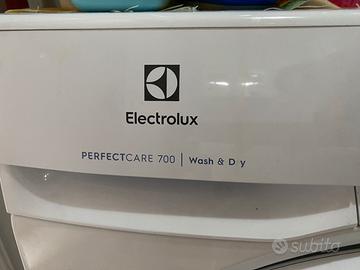 Electrolux
PERFECTCARE 700 | Wash & D y
subito